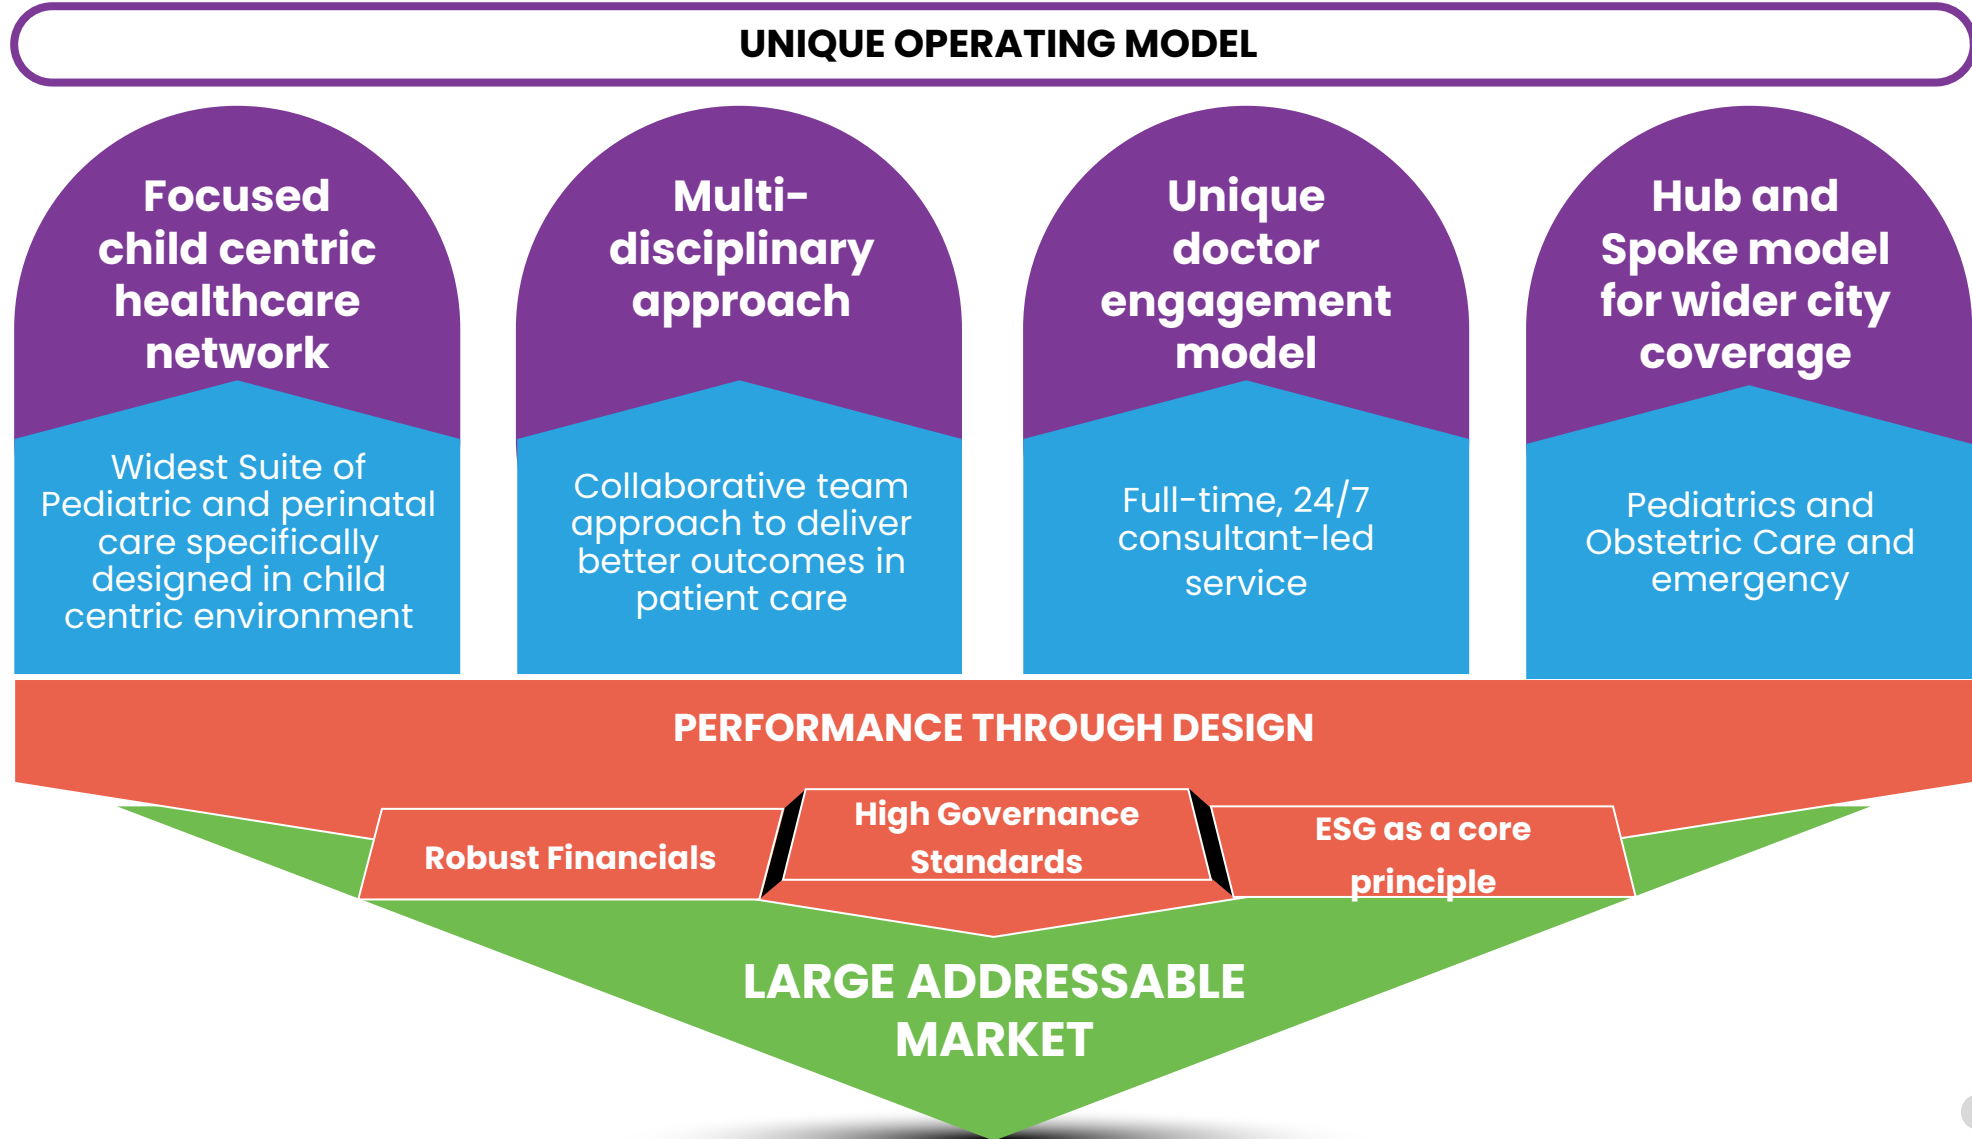 UNIQUE OPERATING MODEL
Focused
child centric
healthcare
network
Widest Suite of
Pediatric and perinatal
care specifically
designed in child
centric environment
Multi-
disciplinary
approach
Collaborative team
approach to deliver
better outcomes in
patient care
Unique
doctor
engagement
model
Full-time, 24/7
consultant-led
service
Hub and
Spoke model
for wider city
coverage
Pediatrics and
Obstetric Care and
emergency
PERFORMANCE THROUGH DESIGN
Robust Financials
High Governance
Standards
ESG as a core
principle
LARGE ADDRESSABLE
MARKET